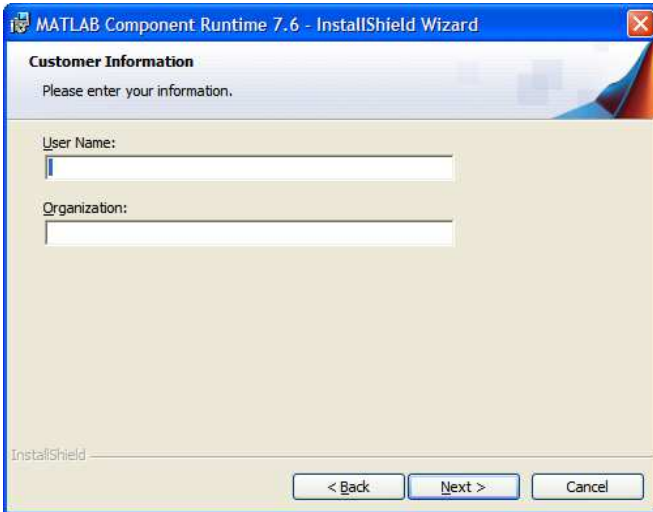 MATLAB Component Runtime 7.6 - InstallShield Wizard
Customer Information
Please enter your information.
User Name:
Organization:
InstallShield
< Back Next > Cancel